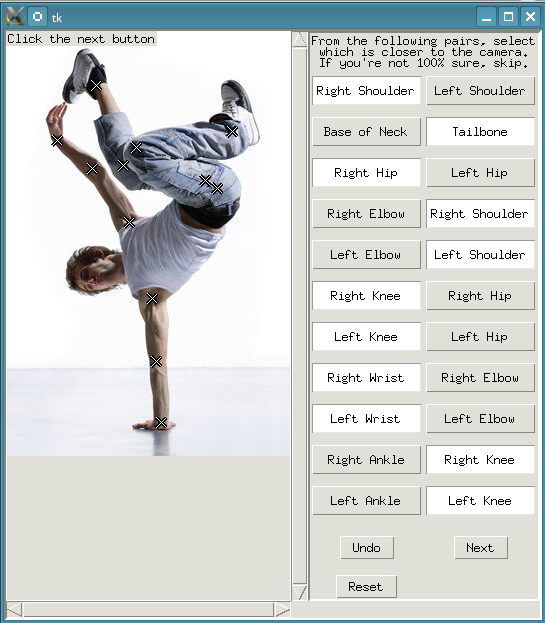 tk
Click the next button
From the following pairs, select
which is closer to the camera.
If you're not 100% sure, skip.
Right Shoulder
Left Shoulder
Base of Neck
Tailbone
Right Hip
Left Hip
Right Elbow
Right Shoulder
Left Elbow
Left Shoulder
Right Knee
Right Hip
Left Knee
Left Hip
Right Wrist
Right Elbow
Left Wrist
Left Elbow
Right Ankle
Right Knee
Left Ankle
Left Knee
Undo
Next
Reset